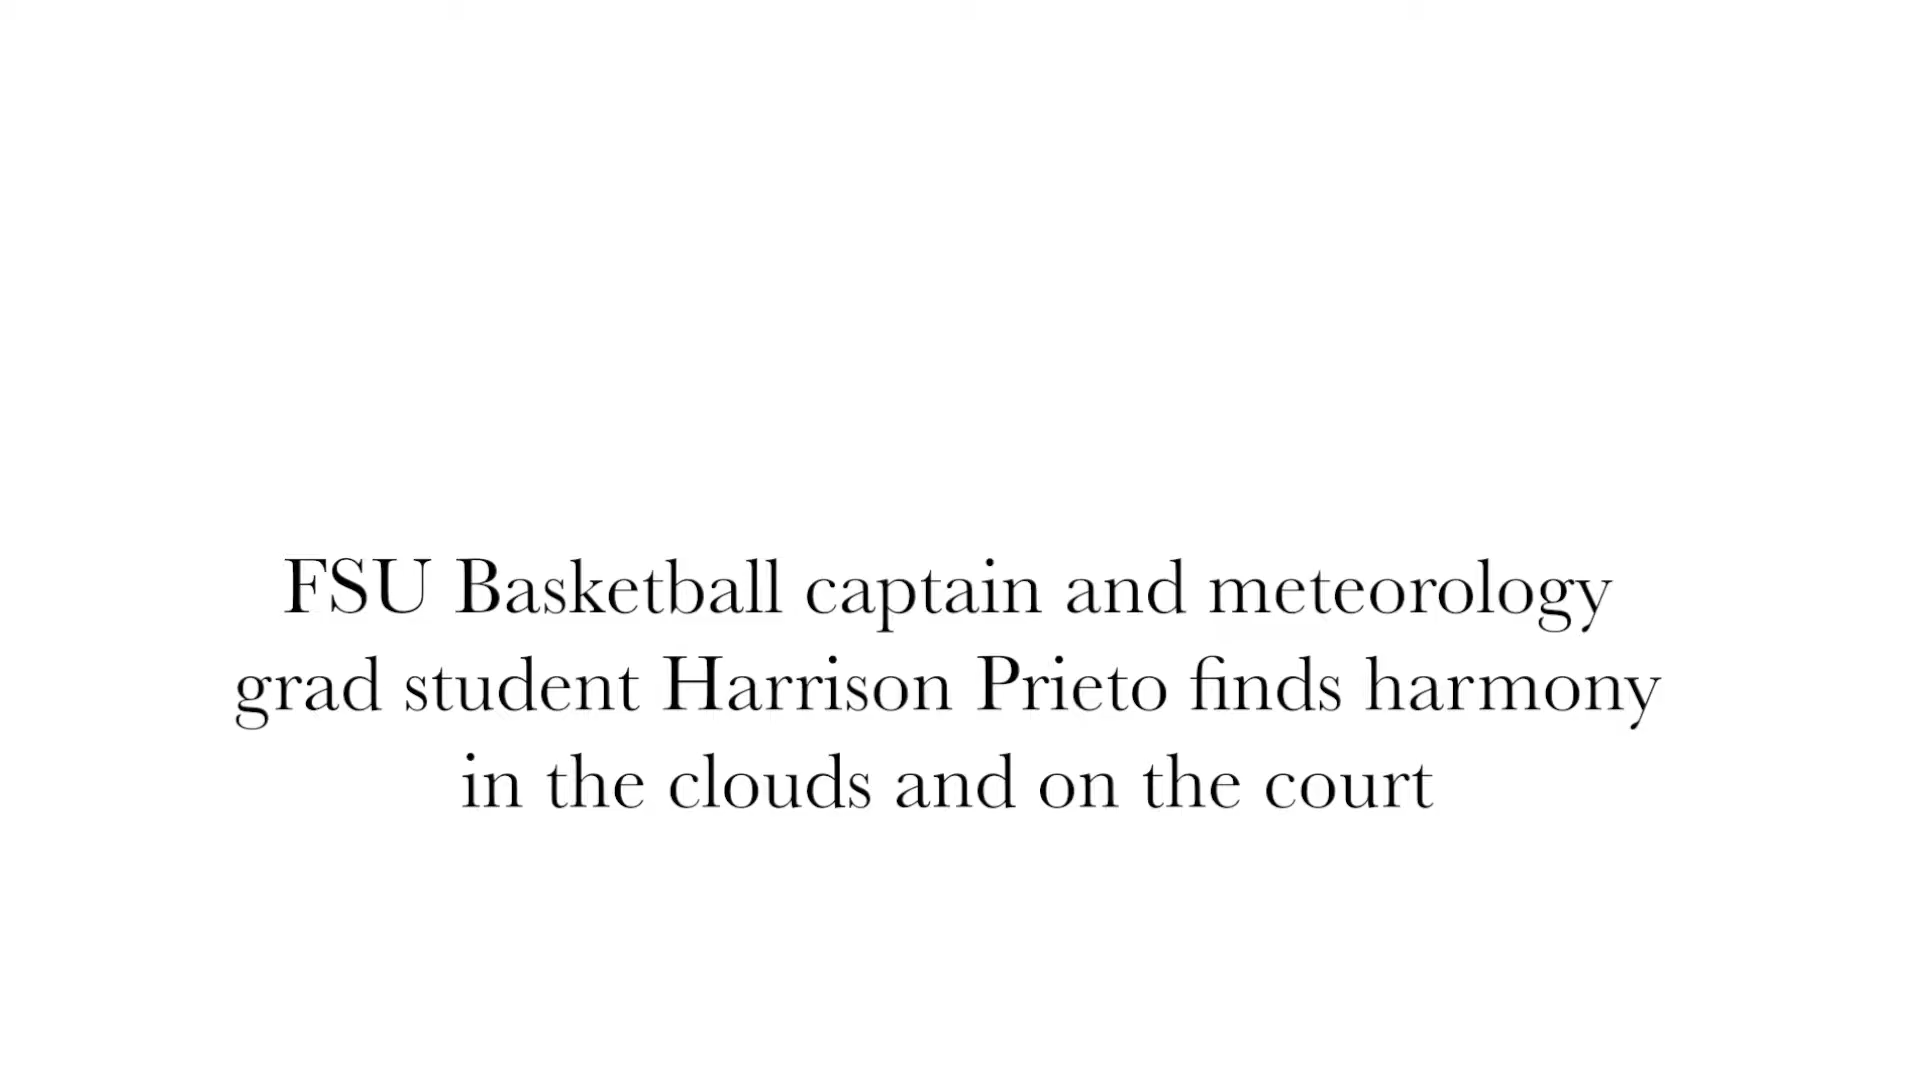 FSU Basketball captain and meteorology
grad student Harrison Prieto finds harmony
in the clouds and on the court